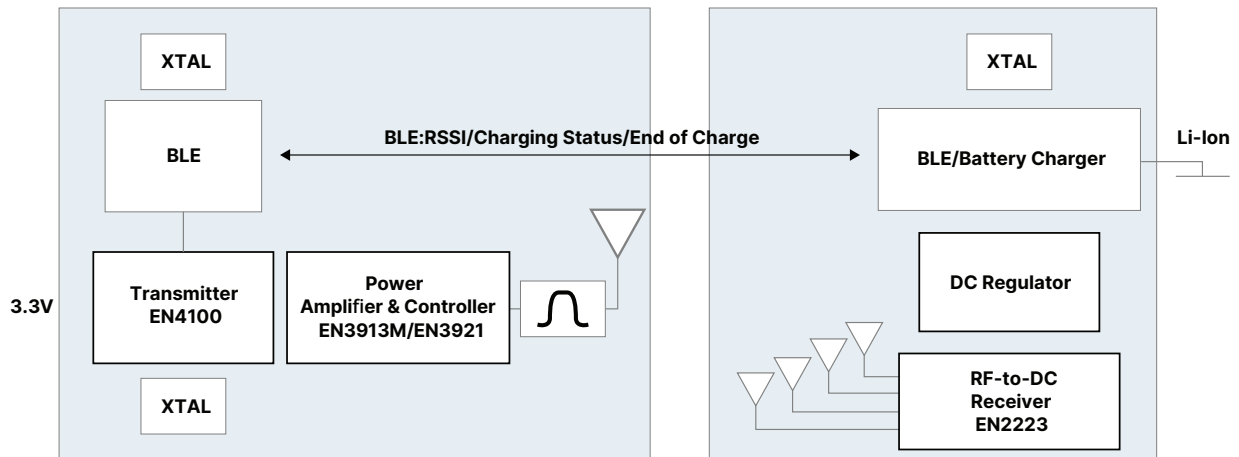 XTAL
BLE
BLE:RSSI/Charging Status/End of Charge
3.3V
Transmitter
EN4100
Power
Amplifier & Controller
EN3913M/EN3921
XTAL
XTAL
BLE/Battery Charger
Li-Ion
DC Regulator
RF-to-DC
Receiver
EN2223